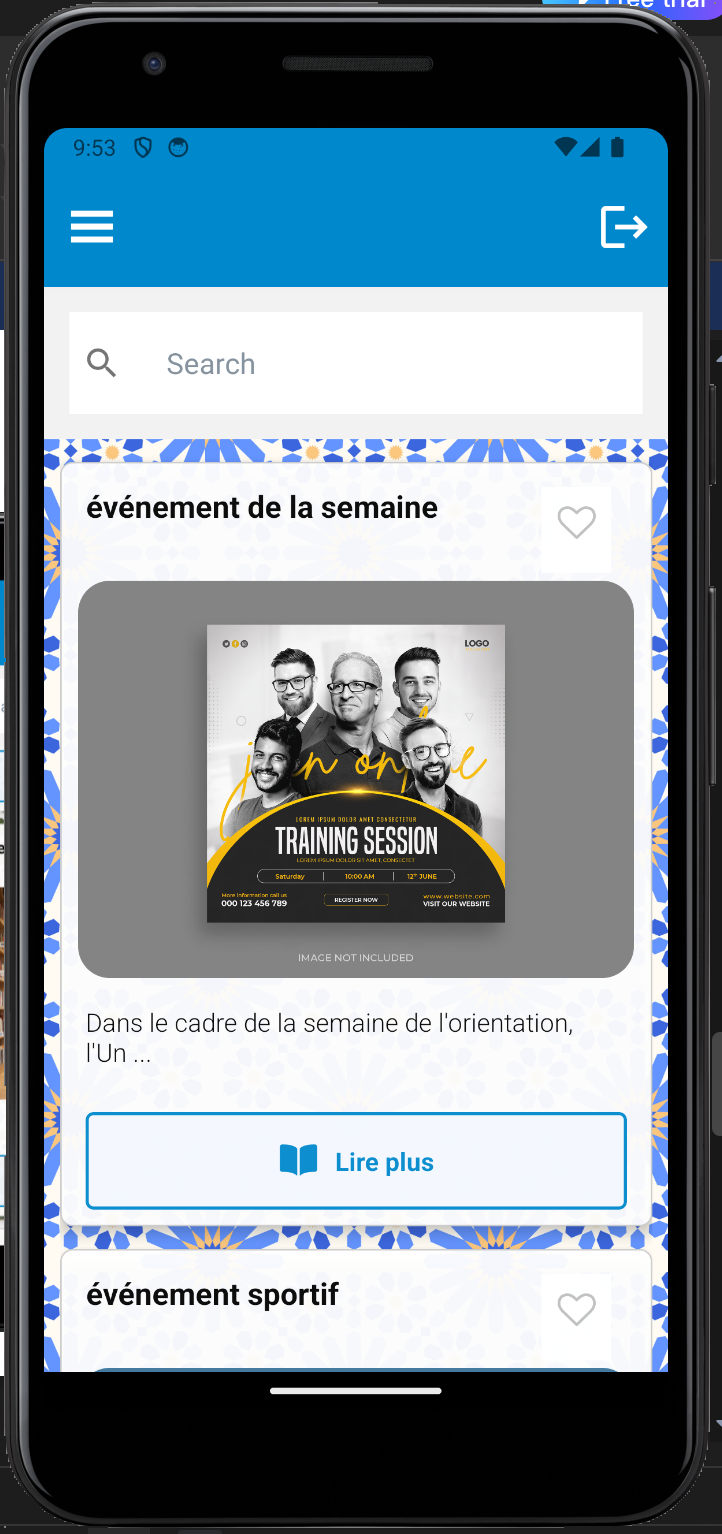 Free trial
9:53
Search
événement de la semaine
LOGO
join online
LOREM IPSUM DOLOR AMET CONSECTETUR
TRAINING SESSION
LOREM IPSUM DOLOR SIT AMET, CONSECTET
Saturday 10:00 AM 12th JUNE
More information call us
000 123 456 789
REGISTER NOW
www.website.com
VISIT OUR WEBSITE
IMAGE NOT INCLUDED
Dans le cadre de la semaine de l'orientation,
l'Un ...
Lire plus
événement sportif